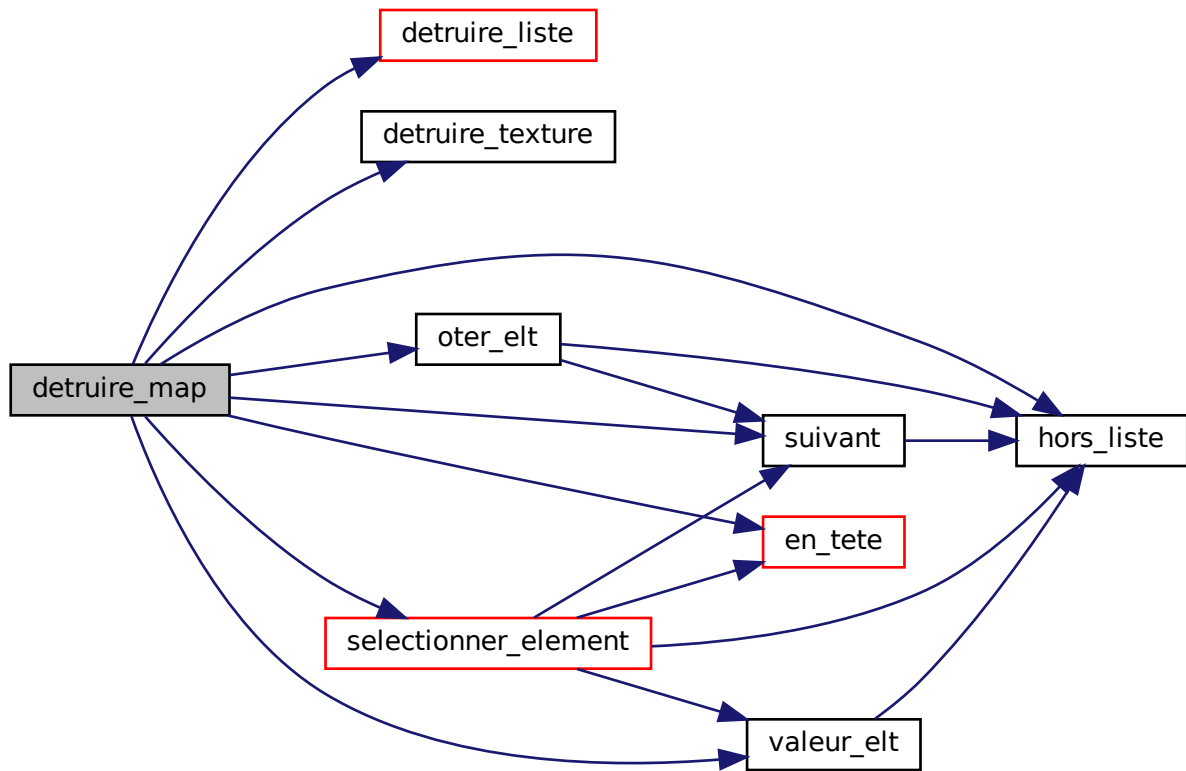 detruire_liste
detruire_texture
oter_elt
detruire_map
suivant
hors_liste
en_tete
selectionner_element
valeur_elt